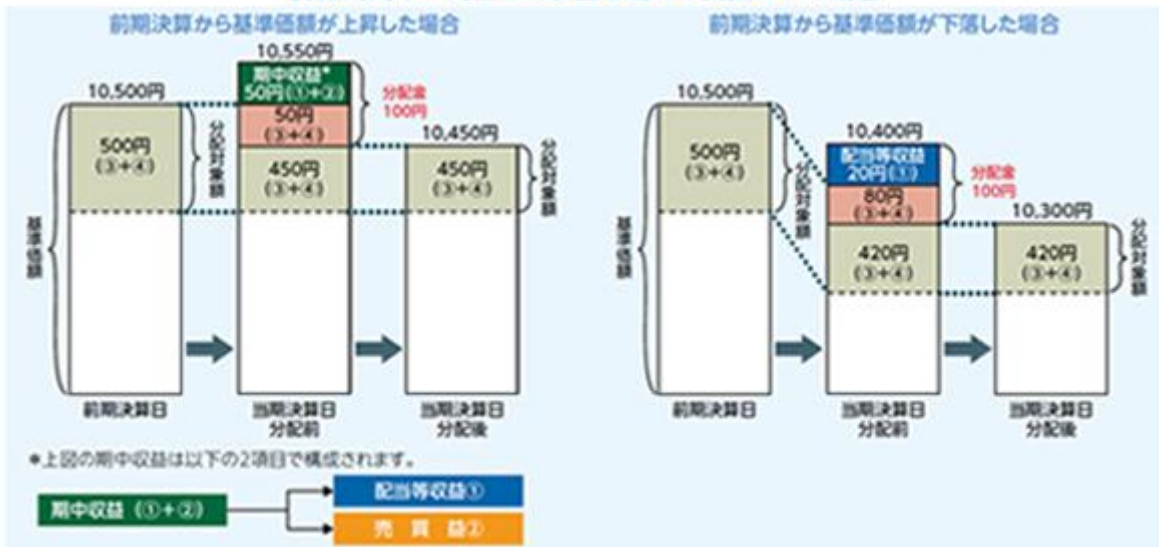 前期決算から基準価額が上昇した場合
10,500円
500円
(③+④)
分配対象額
基準価額
10,550円
期中収益*
50円(①+②)
50円
(③+④)
450円
(③+④)
分配金
100円
10,450円
450円
(③+④)
分配対象額
前期決算日
当期決算日
分配前
当期決算日
分配後
*上図の期中収益は以下の2項目で構成されます。
期中収益 (①+②)
配当等収益①
売 買 益②
前期決算から基準価額が下落した場合
10,500円
500円
(③+④)
分配対象額
基準価額
10,400円
配当等収益
20円(①)
80円
(③+④)
420円
(③+④)
分配金
100円
10,300円
420円
(③+④)
分配対象額
前期決算日
当期決算日
分配前
当期決算日
分配後